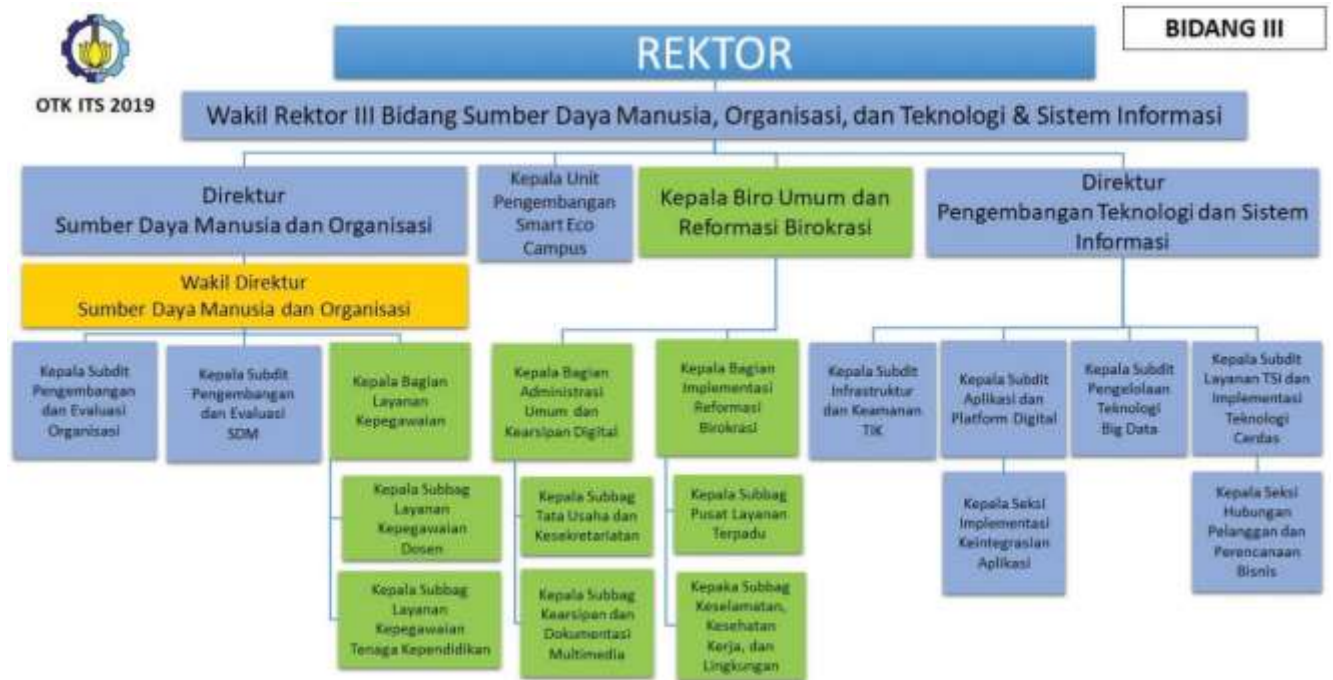 BIDANG III
REKTOR
OTK ITS 2019
Wakil Rektor III Bidang Sumber Daya Manusia, Organisasi, dan Teknologi & Sistem Informasi
Direktur
Sumber Daya Manusia dan Organisasi
Kepala Unit
Pengembangan
Smart Eco
Campus
Kepala Biro Umum dan
Reformasi Birokrasi
Direktur
Pengembangan Teknologi dan Sistem
Informasi
Wakil Direktur
Sumber Daya Manusia dan Organisasi
Kepala Subdit
Pengembangan
dan Evaluasi
Organisasi
Kepala Subdit
Pengembangan
dan Evaluasi
SDM
Kepala Bagian
Layanan
Kepegawaian
Kepala Bagian
Administrasi
Umum dan
Kearsipan Digital
Kepala Bagian
Implementasi
Reformasi
Birokrasi
Kepala Subdit
Infrastruktur
dan Keamanan
TIK
Kepala Subdit
Aplikasi dan
Platform Digital
Kepala Subdit
Pengelolaan
Teknologi
Big Data
Kepala Subdit
Layanan TSI dan
Implementasi
Teknologi
Cerdas
Kepala Subbag
Layanan
Kepegawaian
Dosen
Kepala Subbag
Tata Usaha dan
Kesekretariatan
Kepala Subbag
Pusat Layanan
Terpadu
Kepala Seksi
Implementasi
Keintegrasian
Aplikasi
Kepala Seksi
Hubungan
Pelanggan dan
Perencanaan
Bisnis
Kepala Subbag
Layanan
Kepegawaian
Tenaga Kependidikan
Kepala Subbag
Kearsipan dan
Dokumentasi
Multimedia
Kepaka Subbag
Keselamatan,
Kesehatan
Kerja, dan
Lingkungan